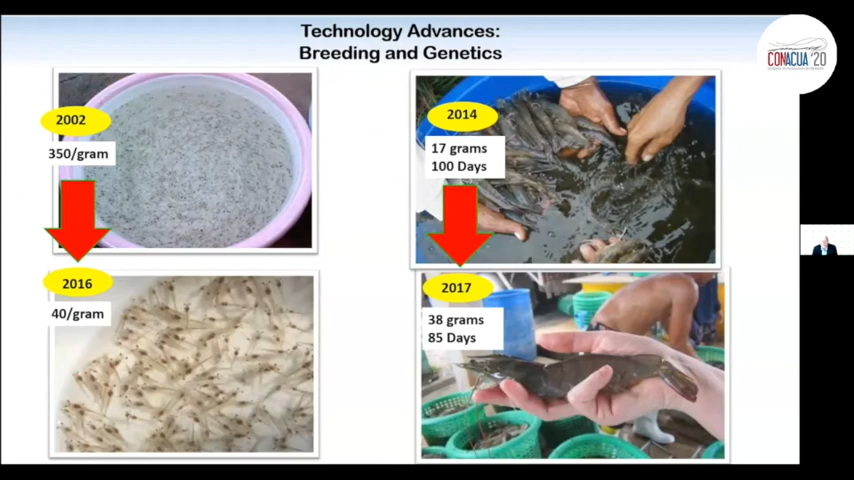 Technology Advances:
Breeding and Genetics
CONACUA '20
2002
350/gram
2016
40/gram
2014
17 grams
100 Days
2017
38 grams
85 Days